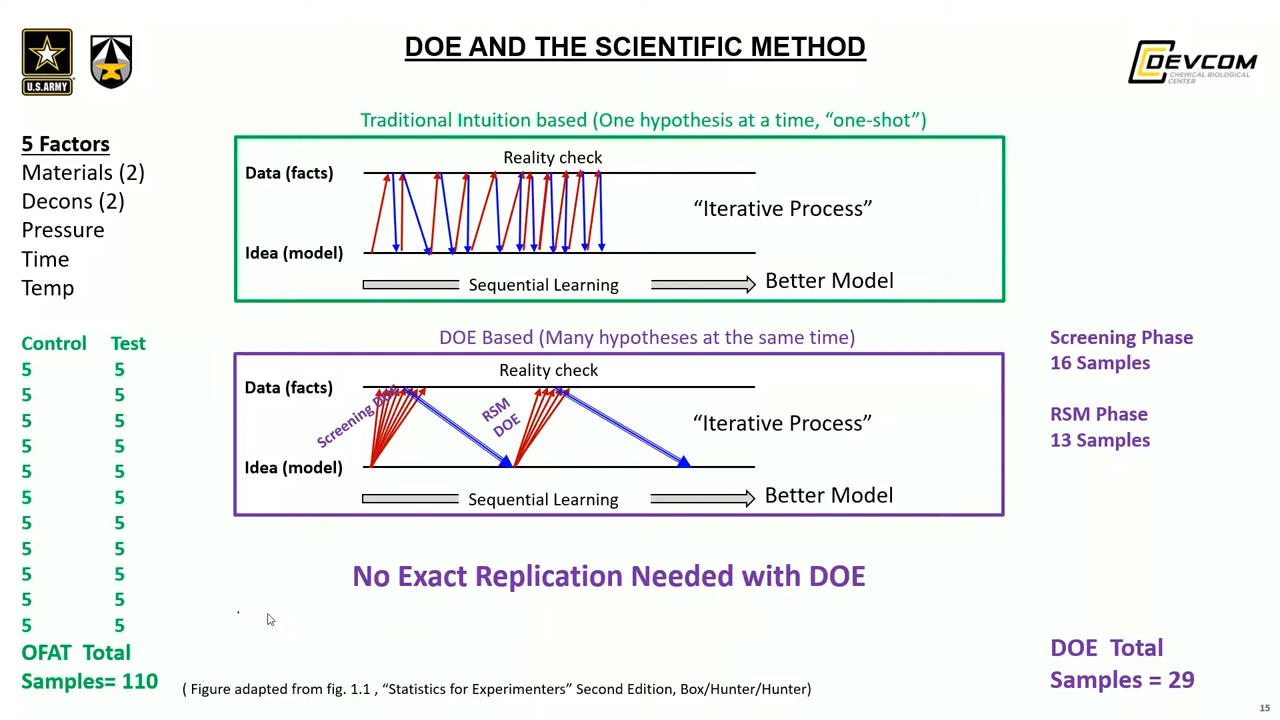 DOE AND THE SCIENTIFIC METHOD
U.S.ARMY
DEVCOM
CHEMICAL BIOLOGICAL
CENTER
5 Factors
Materials (2)
Decons (2)
Pressure
Time
Temp
Traditional Intuition based (One hypothesis at a time, “one-shot”)
Reality check
Data (facts)
“Iterative Process”
Idea (model)
Sequential Learning
Better Model
Control Test
5 5
5 5
5 5
5 5
5 5
5 5
5 5
5 5
5 5
5 5
5 5
OFAT Total
Samples= 110
DOE Based (Many hypotheses at the same time)
Reality check
Data (facts)
Screening DOE
RSM
DOE
“Iterative Process”
Idea (model)
Sequential Learning
Better Model
Screening Phase
16 Samples
RSM Phase
13 Samples
No Exact Replication Needed with DOE
DOE Total
Samples = 29
( Figure adapted from fig. 1.1 , “Statistics for Experimenters” Second Edition, Box/Hunter/Hunter)
15